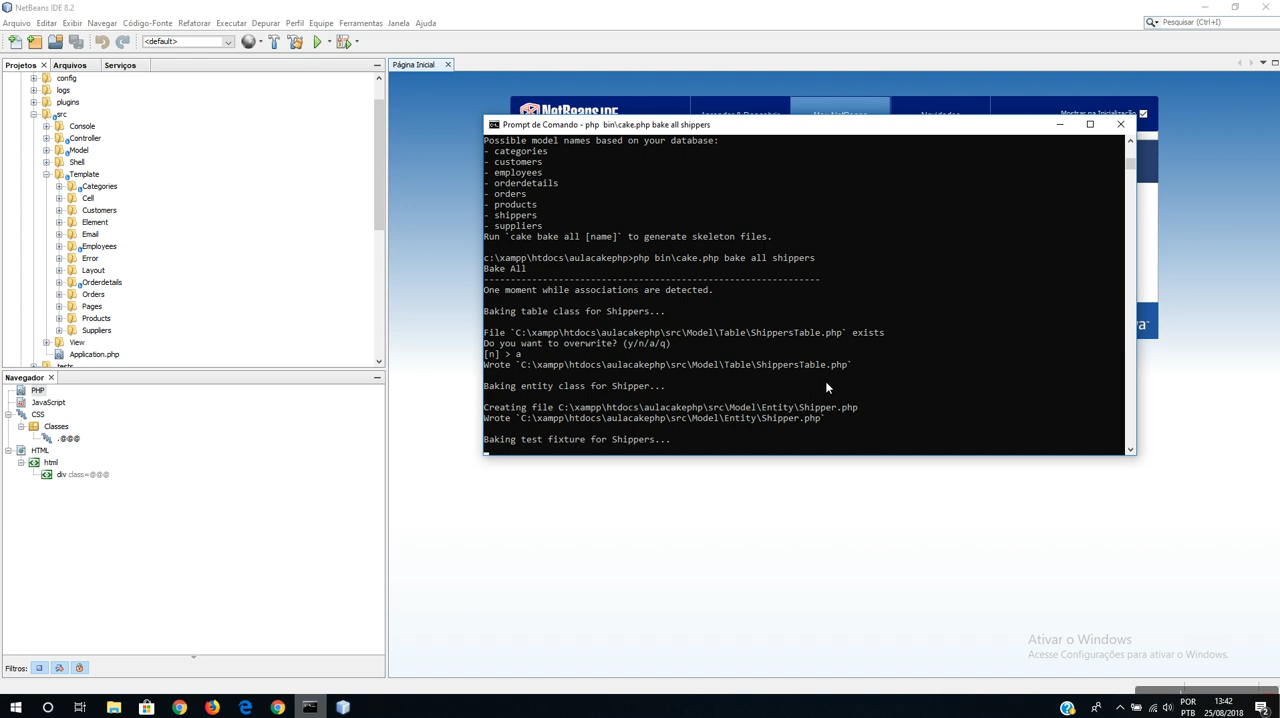 NetBeans IDE 8.2
Arquivo Editar Exibir Navegar Código-Fonte Refatorar Executar Depurar Perfil Equipe Ferramentas Janela Ajuda
Pesquisar (Ctrl+I)
<default>
Projetos Arquivos Serviços
Página Inicial
config
logs
plugins
src
Console
Controller
Model
Shell
Template
Categories
Cell
Customers
Element
Email
Employees
Error
Layout
Orderdetails
Orders
Pages
Products
Suppliers
View
Application.php
tests
Navegador
PHP
JavaScript
CSS
Classes
.@@@
HTML
html
div class=@@@
Filtros:
NetBeans IDE
Mostrar na Inicialização
Prompt de Comando - php  bin\cake.php bake all shippers
Possible model names based on your database:
- categories
- customers
- employees
- orderdetails
- orders
- products
- shippers
- suppliers
Run `cake bake all [name]` to generate skeleton files.
c:\xampp\htdocs\aulacakephp>php bin\cake.php bake all shippers
Bake All
---------------------------------------------------------------
One moment while associations are detected.
Baking table class for Shippers...
File `C:\xampp\htdocs\aulacakephp\src\Model\Table\ShippersTable.php` exists
Do you want to overwrite? (y/n/a/q)
[n] > a
Wrote `C:\xampp\htdocs\aulacakephp\src\Model\Table\ShippersTable.php`
Baking entity class for Shipper...
Creating file C:\xampp\htdocs\aulacakephp\src\Model\Entity\Shipper.php
Wrote `C:\xampp\htdocs\aulacakephp\src\Model\Entity\Shipper.php`
Baking test fixture for Shippers...
Ativar o Windows
Acesse Configurações para ativar o Windows.
POR
PTB
13:42
25/08/2018
2